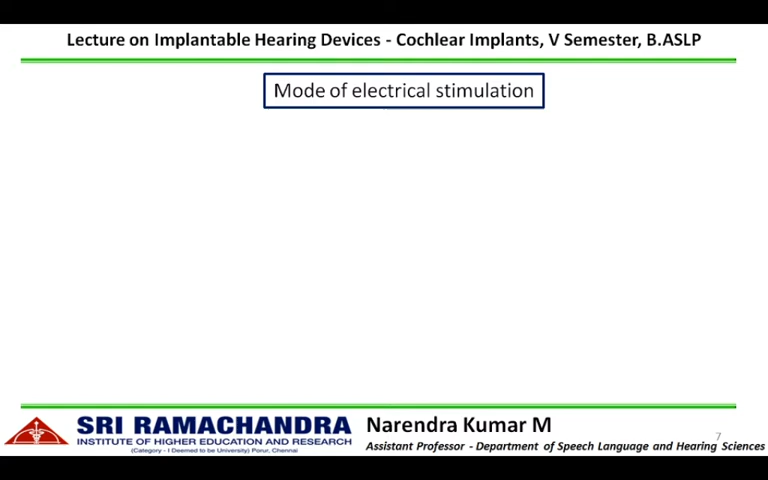 Lecture on Implantable Hearing Devices - Cochlear Implants, V Semester, B.ASLP
Mode of electrical stimulation
SRI RAMACHANDRA
INSTITUTE OF HIGHER EDUCATION AND RESEARCH
(Category - I Deemed to be University) Porur, Chennai
Narendra Kumar M
7
Assistant Professor - Department of Speech Language and Hearing Sciences